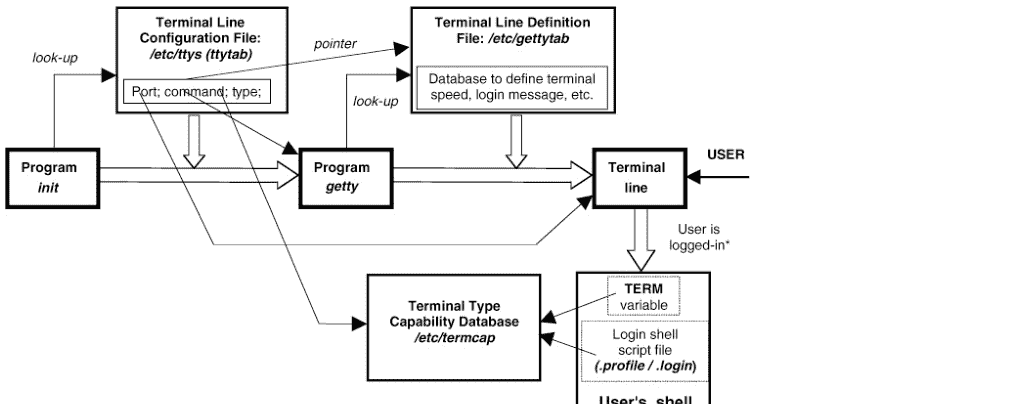 Terminal Line
Configuration File:
/etc/ttys (ttytab)
Port; command; type;
look-up
pointer
Terminal Line Definition
File: /etc/gettytab
Database to define terminal
speed, login message, etc.
look-up
Program
init
Program
getty
Terminal
line
USER
User is
logged-in*
Terminal Type
Capability Database
/etc/termcap
TERM
variable
Login shell
script file
(.profile / .login)
User's shell